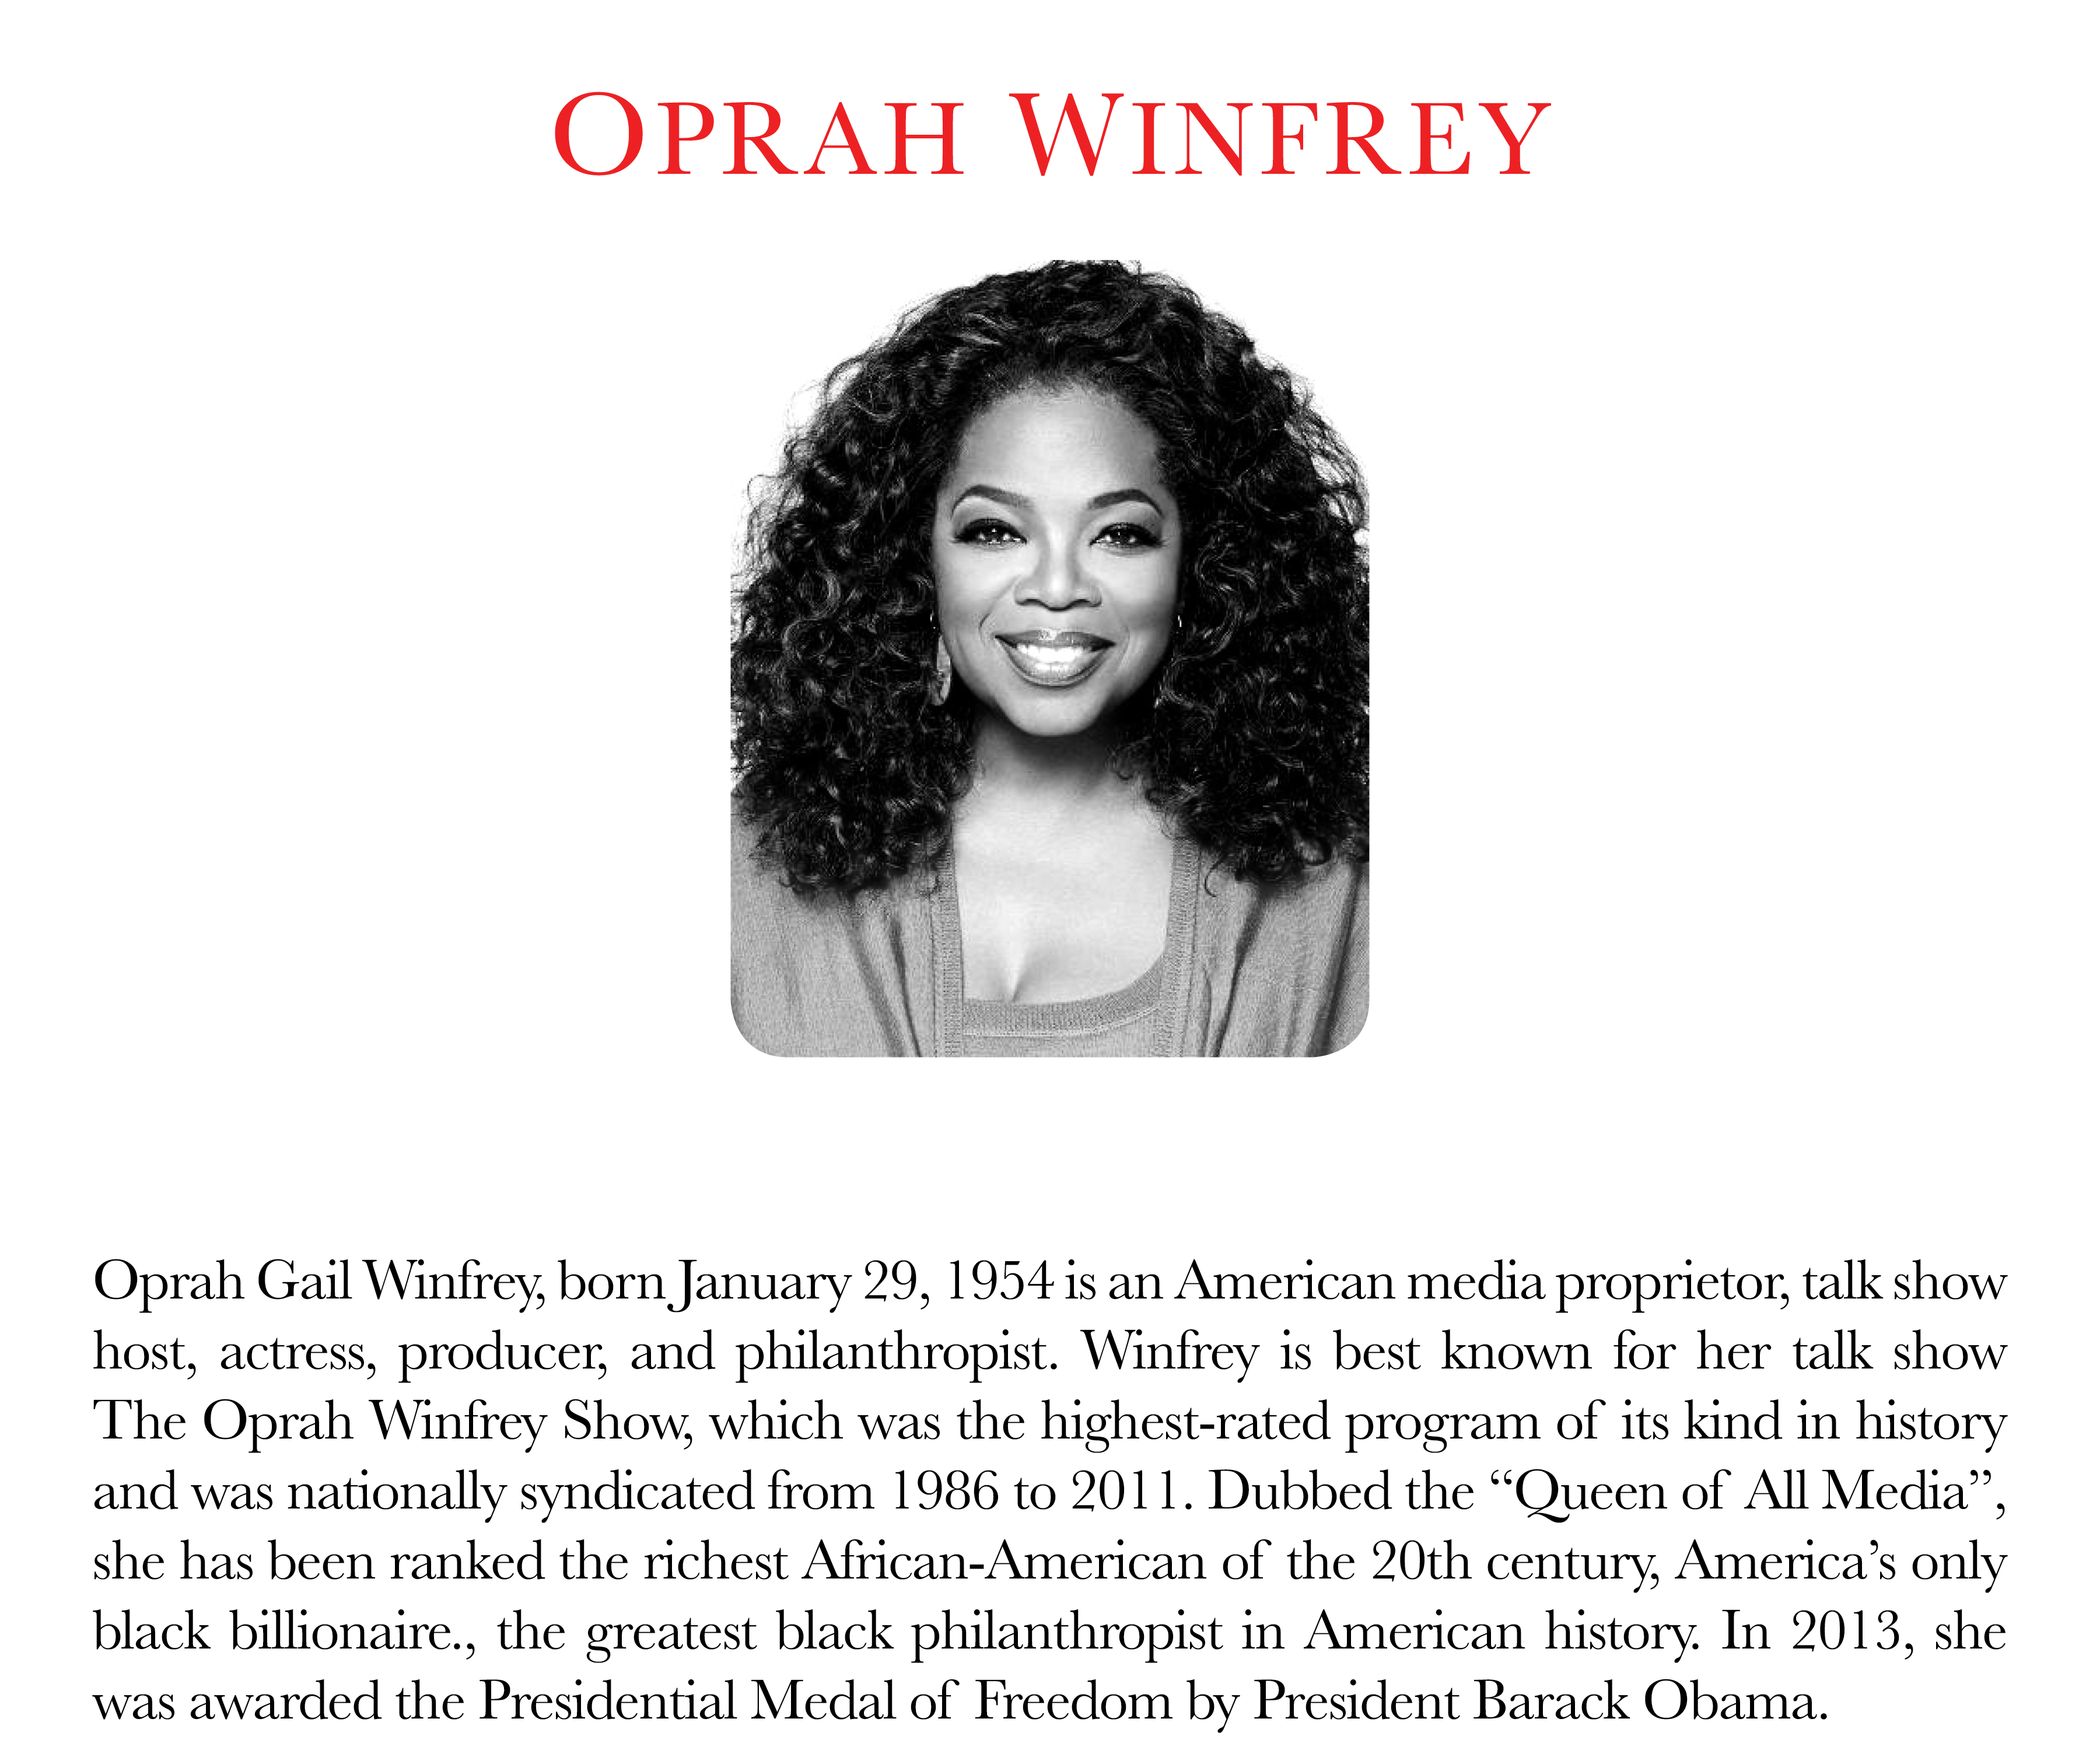 OPRAH WINFREY
Oprah Gail Winfrey, born January 29, 1954 is an American media proprietor, talk show
host, actress, producer, and philanthropist. Winfrey is best known for her talk show
The Oprah Winfrey Show, which was the highest-rated program of its kind in history
and was nationally syndicated from 1986 to 2011. Dubbed the “Queen of All Media”,
she has been ranked the richest African-American of the 20th century, America’s only
black billionaire., the greatest black philanthropist in American history. In 2013, she
was awarded the Presidential Medal of Freedom by President Barack Obama.